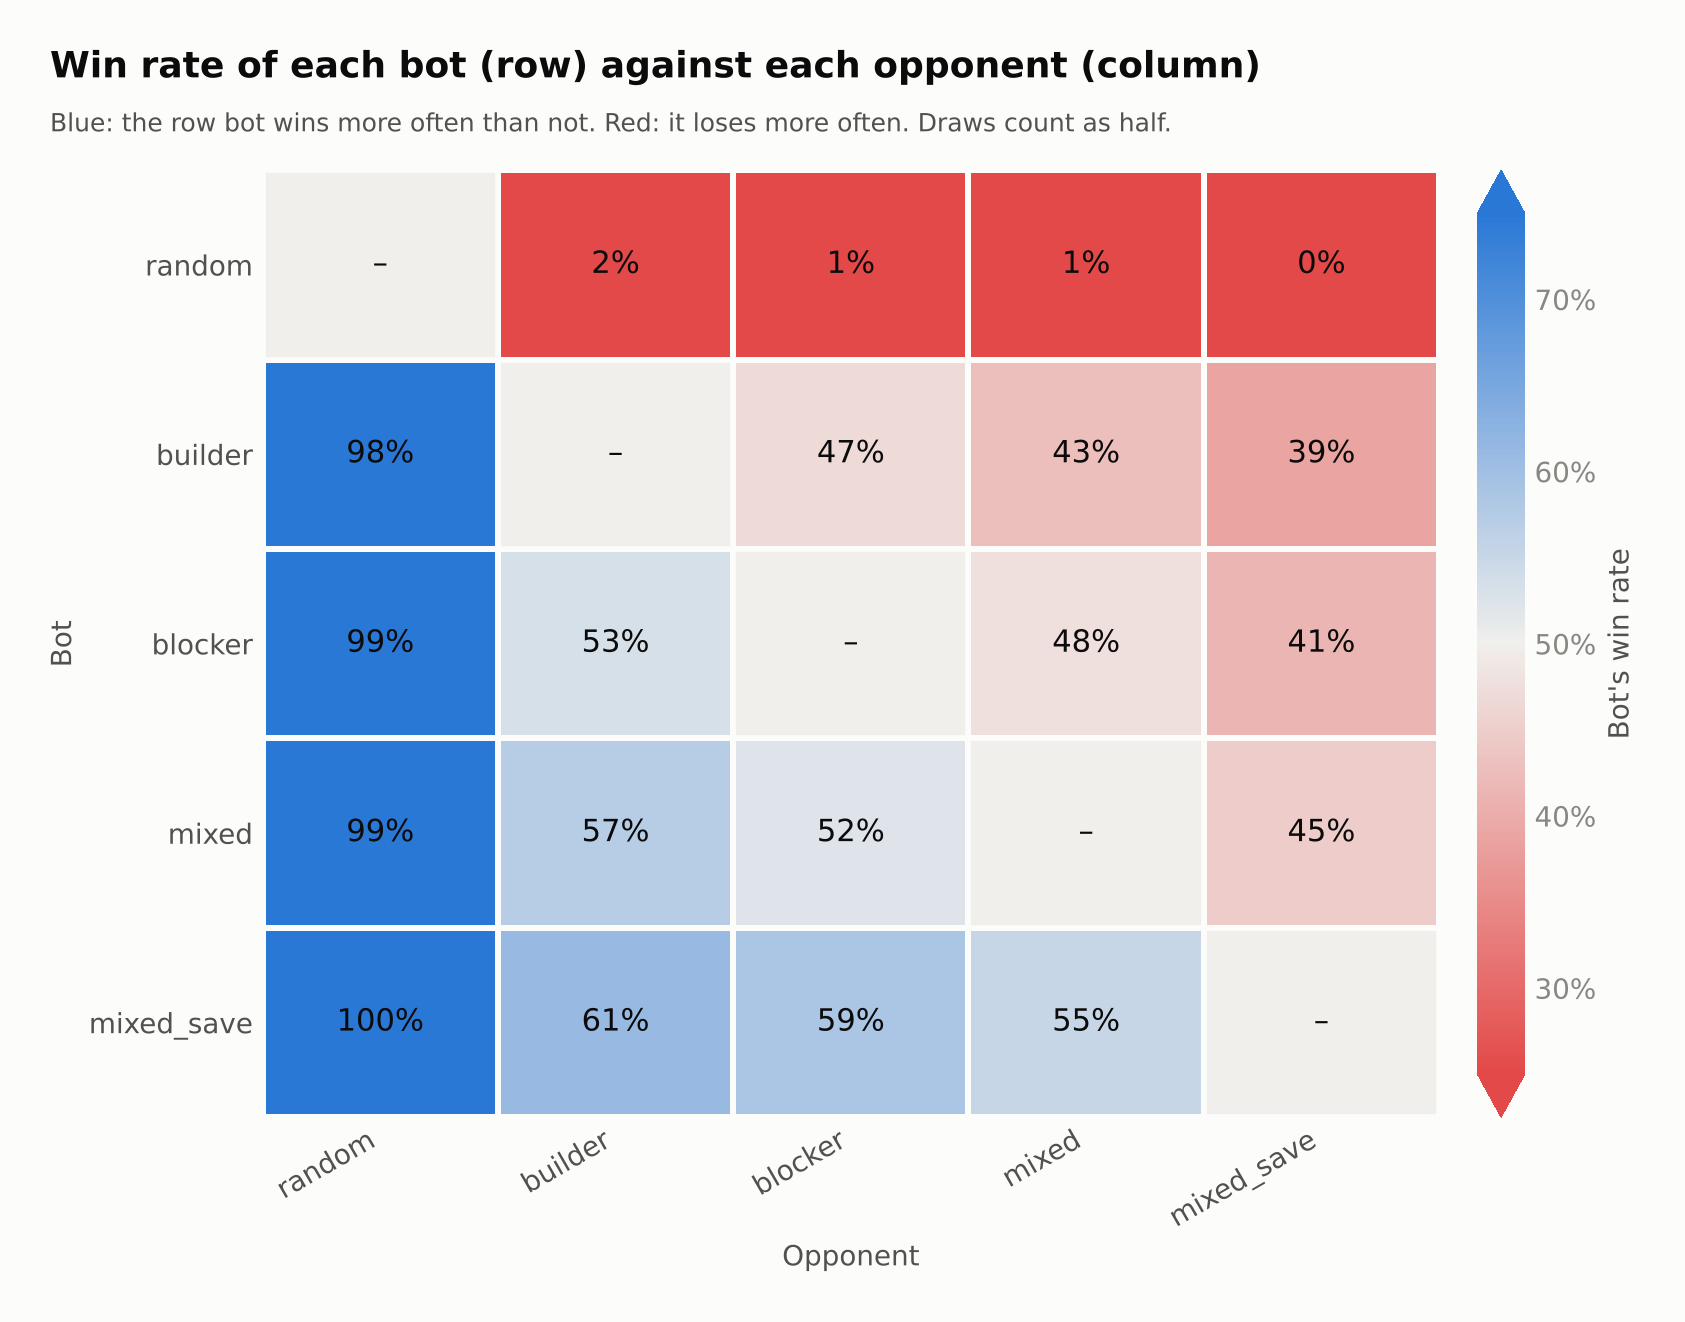 Win rate of each bot (row) against each opponent (column)
Blue: the row bot wins more often than not. Red: it loses more often. Draws count as half.
random – 2% 1% 1% 0%
builder 98% – 47% 43% 39%
blocker 99% 53% – 48% 41%
mixed 99% 57% 52% – 45%
mixed_save 100% 61% 59% 55% –
random builder blocker mixed mixed_save
Opponent
Bot
70%
60%
50%
40%
30%
Bot's win rate